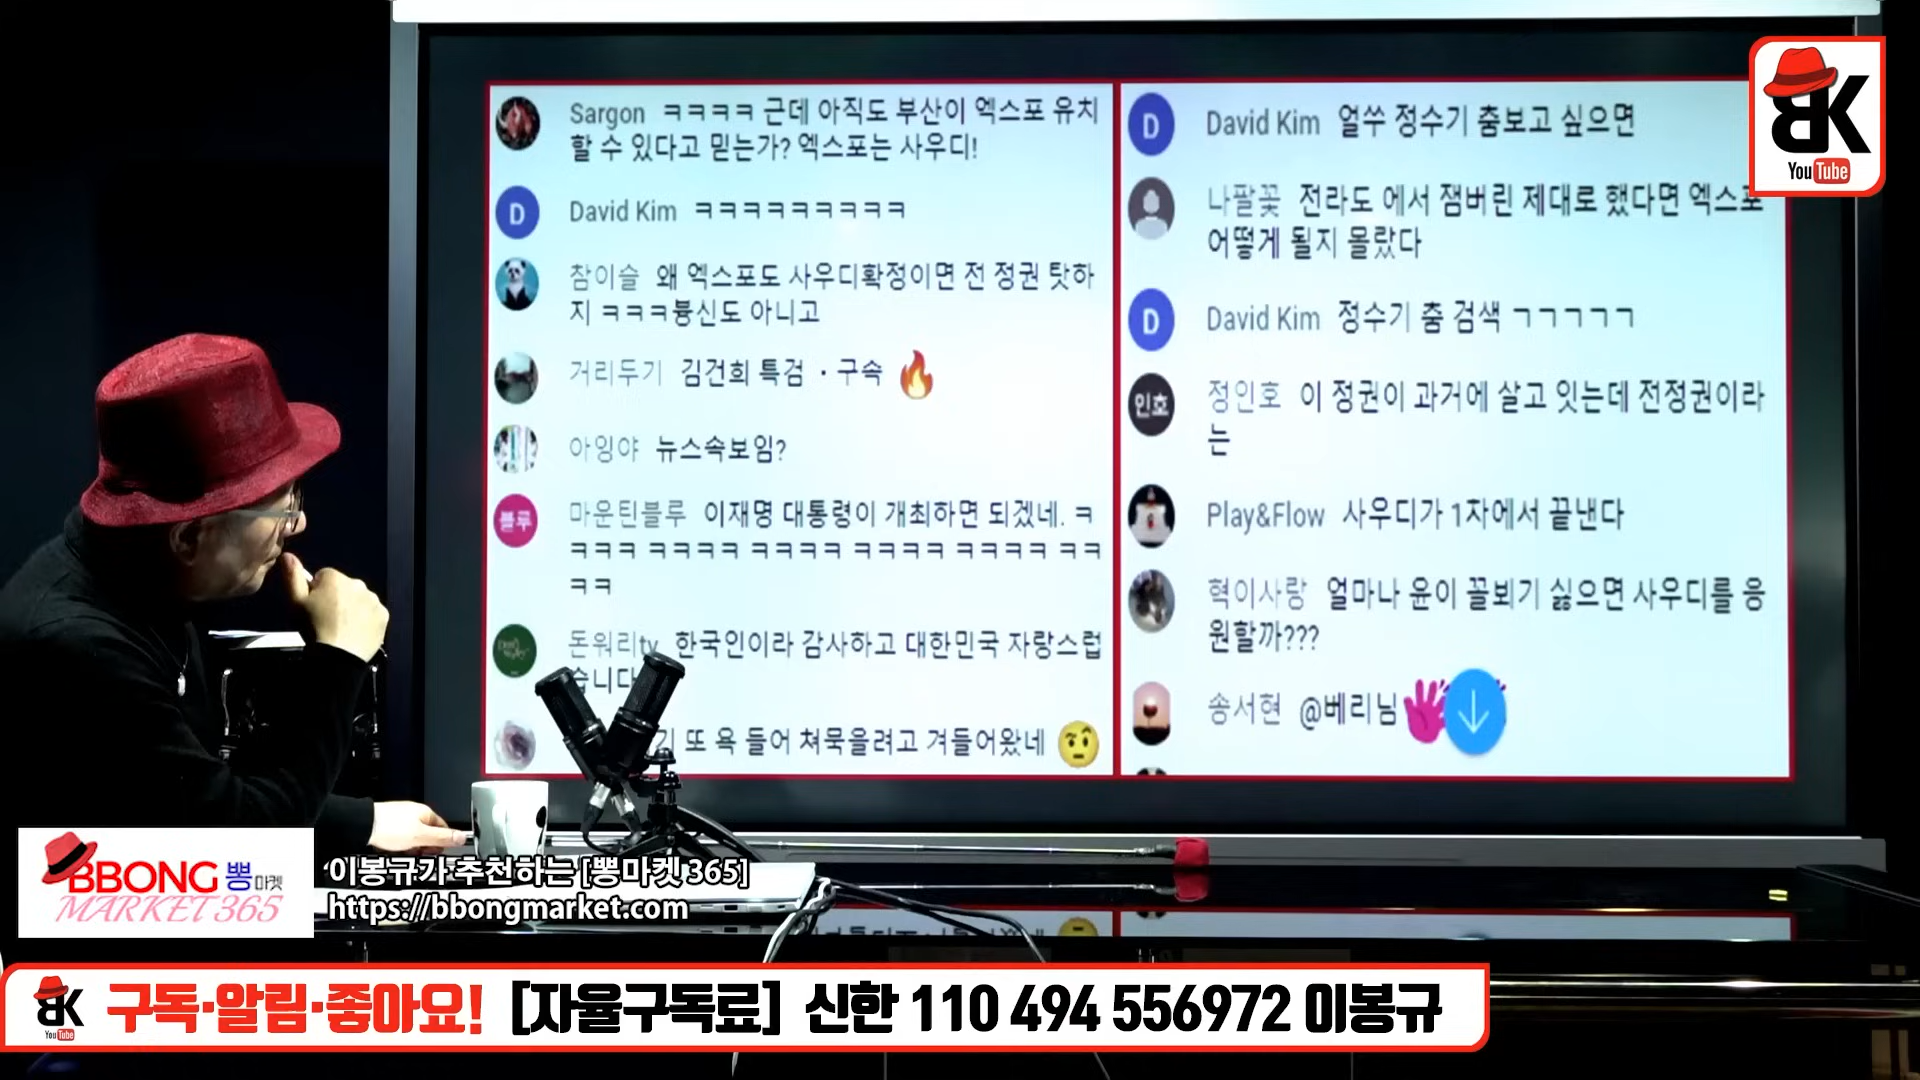 Sargon ㅋㅋㅋㅋ 근데 아직도 부산이 엑스포 유치
할 수 있다고 믿는가? 엑스포는 사우디!
D David Kim ㅋㅋㅋㅋㅋㅋㅋㅋㅋ
참이슬 왜 엑스포도 사우디확정이면 전 정권 탓하
지 ㅋㅋㅋ븅신도 아니고
거리두기 김건희 특검 · 구속 🔥
아잉야 뉴스속보임?
블루 마운틴블루 이재명 대통령이 개최하면 되겠네. ㅋ
ㅋㅋㅋ ㅋㅋㅋㅋ ㅋㅋㅋㅋ ㅋㅋㅋㅋ ㅋㅋㅋㅋ ㅋㅋ
ㅋㅋ
돈워리tv 한국인이라 감사하고 대한민국 자랑스럽
습니다
또 욕 들어 쳐묵을려고 겨들어왔네 🤨
D David Kim 얼쑤 정수기 춤보고 싶으면
나팔꽃 전라도 에서 잼버린 제대로 했다면 엑스포
어떻게 될지 몰랐다
D David Kim 정수기 춤 검색 ㄱㄱㄱㄱㄱ
인호 정인호 이 정권이 과거에 살고 잇는데 전정권이라
는
Play&Flow 사우디가 1차에서 끝낸다
혁이사랑 얼마나 윤이 꼴뵈기 싫으면 사우디를 응
원할까???
송서현 @베리님
BK
YouTube
BBONG 뽕마켓
MARKET 365
이봉규가 추천하는 [뽕마켓 365]
https://bbongmarket.com
BK YouTube 구독·알림·좋아요! [자율구독료] 신한 110 494 556972 이봉규